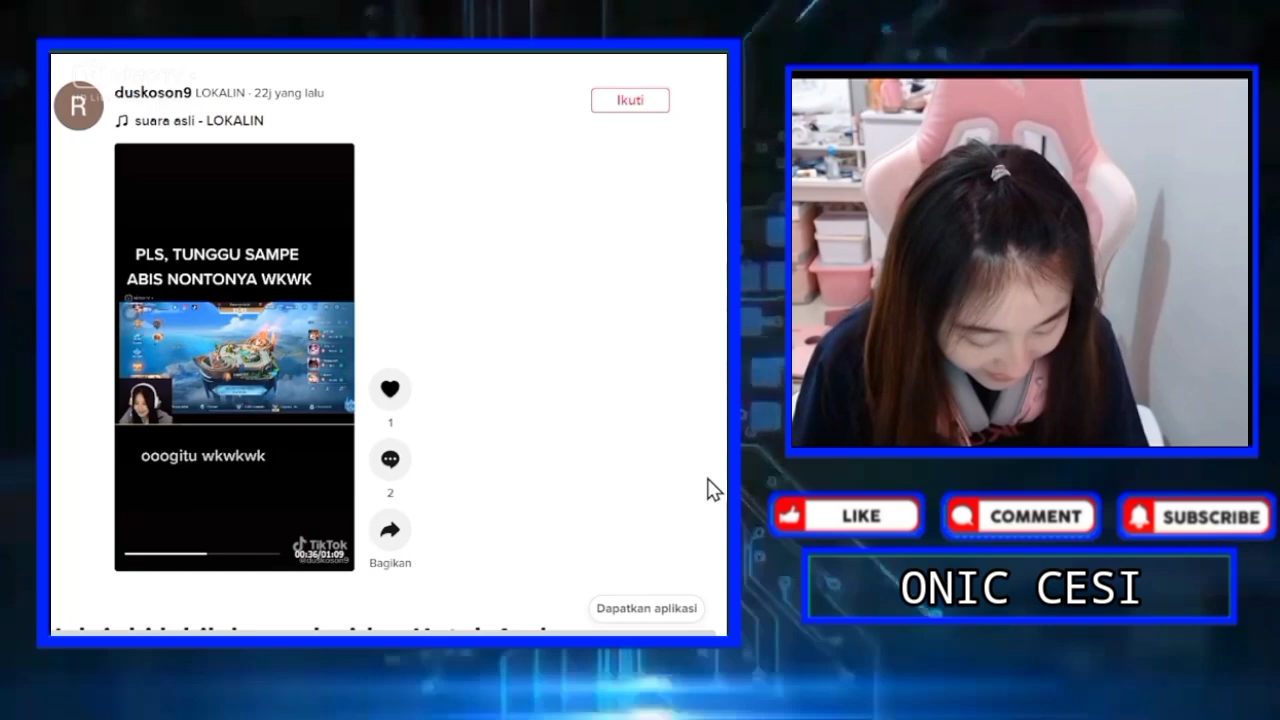 duskoson9 LOKALIN · 22j yang lalu
Ikuti
R
suara asli - LOKALIN
PLS, TUNGGU SAMPE
ABIS NONTONYA WKWK
ooogitu wkwkwk
1
2
Bagikan
TikTok
00:36/01:09
@duskoson9
Dapatkan aplikasi
LIKE
COMMENT
SUBSCRIBE
ONIC CESI